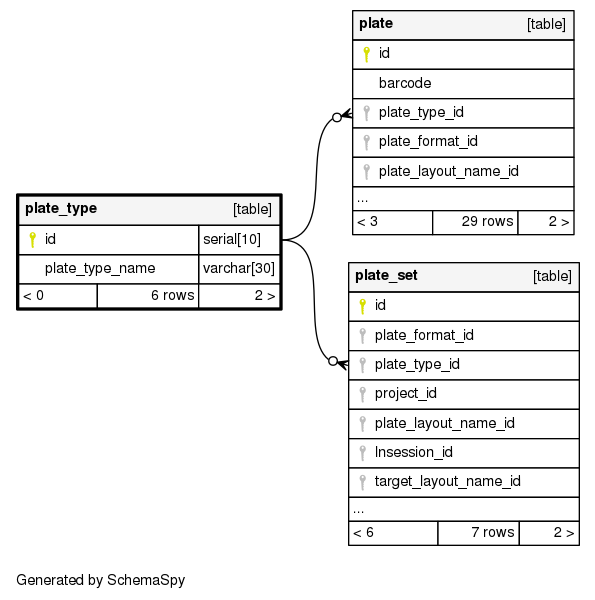 plate [table]
id
barcode
plate_type_id
plate_format_id
plate_layout_name_id
...
< 3 29 rows 2 >
plate_type [table]
id serial[10]
plate_type_name varchar[30]
< 0 6 rows 2 >
plate_set [table]
id
plate_format_id
plate_type_id
project_id
plate_layout_name_id
lnsession_id
target_layout_name_id
...
< 6 7 rows 2 >
Generated by SchemaSpy